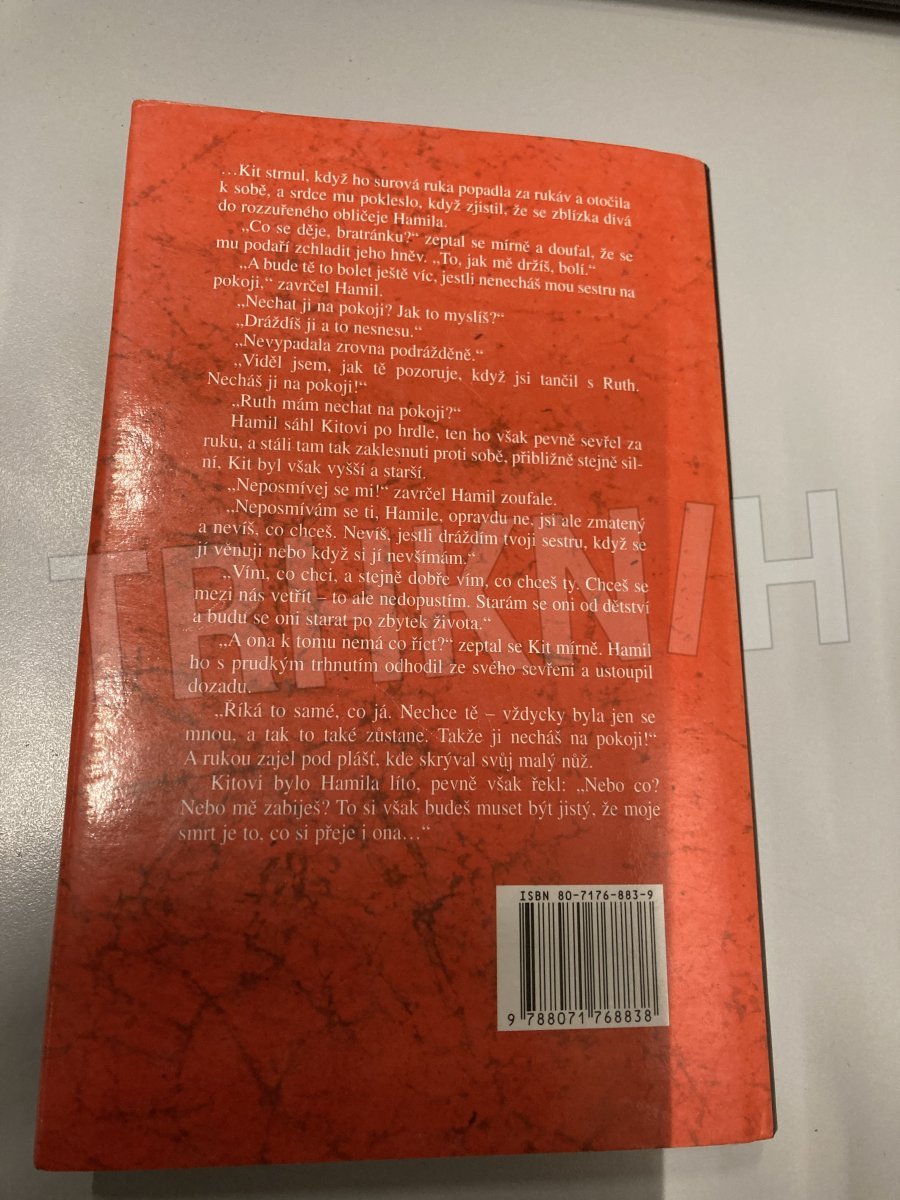 …Kit strnul, když ho surová ruka popadla za rukáv a otočila
k sobě, a srdce mu pokleslo, když zjistil, že se zblízka dívá
do rozzuřeného obličeje Hamila.
„Co se děje, bratránku?“ zeptal se mírně a doufal, že se
mu podaří zchladit jeho hněv. „To, jak mě držíš, bolí.“
„A bude tě to bolet ještě víc, jestli nenecháš mou sestru na
pokoji,“ zavrčel Hamil.
„Nechat ji na pokoji? Jak to myslíš?“
„Dráždíš ji a to nesnesu.“
„Nevypadala zrovna podrážděně.“
„Viděl jsem, jak tě pozoruje, když jsi tančil s Ruth.
Necháš ji na pokoji!“
„Ruth mám nechat na pokoji?“
Hamil sáhl Kitovi po hrdle, ten ho však pevně sevřel za
ruku, a stáli tam tak zaklesnuti proti sobě, přibližně stejně sil-
ní. Kit byl však vyšší a starší.
„Neposmívej se mi!“ zavrčel Hamil zoufale.
„Neposmívám se ti, Hamile, opravdu ne, jsi ale zmatený
a nevíš, co chceš. Nevíš, jestli dráždím tvoji sestru, když se
jí věnuji nebo když si jí nevšímám.“
„Vím, co chci, a stejně dobře vím, co chceš ty. Chceš se
mezi nás vetřít – to ale nedopustím. Starám se oni od dětství
a budu se oni starat po zbytek života.“
„A ona k tomu nemá co říct?“ zeptal se Kit mírně. Hamil
ho s prudkým trhnutím odhodil ze svého sevření a ustoupil
dozadu.
„Říká to samé, co já. Nechce tě – vždycky byla jen se
mnou, a tak to také zůstane. Takže ji necháš na pokoji!“
A rukou zajel pod plášť, kde skrýval svůj malý nůž.
Kitovi bylo Hamila líto, pevně však řekl: „Nebo co?
Nebo mě zabiješ? To si však budeš muset být jistý, že moje
smrt je to, co si přeje i ona…“
TRHKNIH
ISBN 80-7176-883-9
9 788071 768838